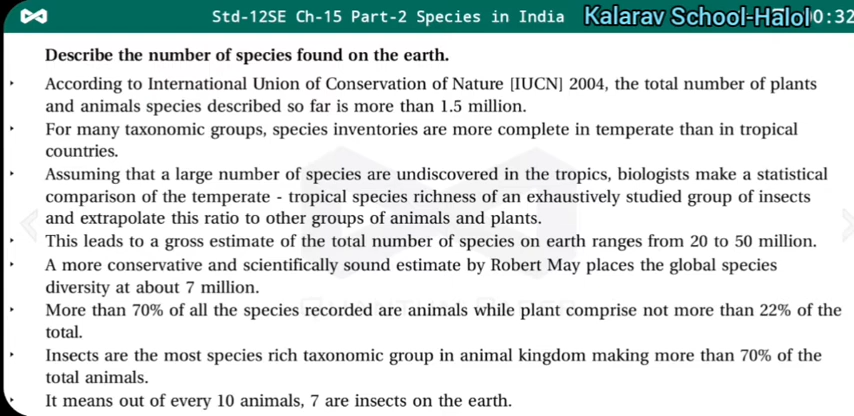 Std-12SE Ch-15 Part-2 Species in India Kalarav School-Halol 0:32
Describe the number of species found on the earth.
According to International Union of Conservation of Nature [IUCN] 2004, the total number of plants
and animals species described so far is more than 1.5 million.
For many taxonomic groups, species inventories are more complete in temperate than in tropical
countries.
Assuming that a large number of species are undiscovered in the tropics, biologists make a statistical
comparison of the temperate - tropical species richness of an exhaustively studied group of insects
and extrapolate this ratio to other groups of animals and plants.
This leads to a gross estimate of the total number of species on earth ranges from 20 to 50 million.
A more conservative and scientifically sound estimate by Robert May places the global species
diversity at about 7 million.
More than 70% of all the species recorded are animals while plant comprise not more than 22% of the
total.
Insects are the most species rich taxonomic group in animal kingdom making more than 70% of the
total animals.
It means out of every 10 animals, 7 are insects on the earth.